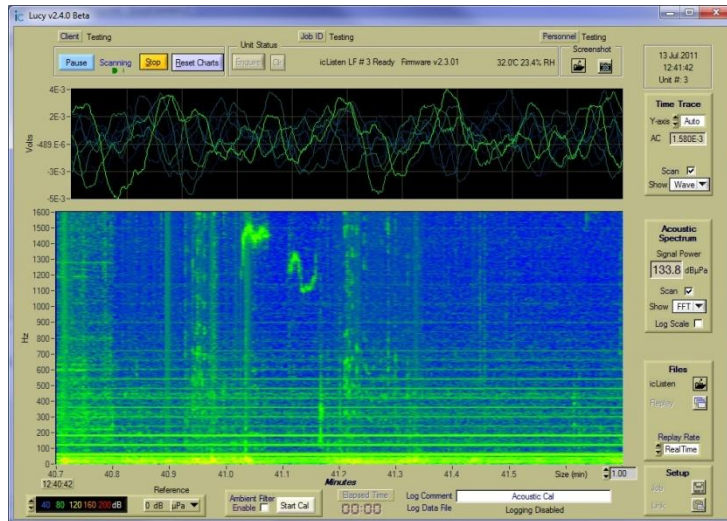 ic Lucy v2.4.0 Beta
Client Testing Job ID Testing Personnel Testing
Unit Status Screenshot
Pause Scanning Stop Reset Charts Enquire icListen LF # 3 Ready Firmware v2.3.01 32.0C 23.4% RH
13 Jul 2011
12:41:42
Unit #: 3
4E-3
2E-6
-489.6E-6
-3E-3
-5E-3
Volts
Time Trace
Y-axis Auto
AC 1.580E-3
Scan
Show Wave
1600
1500
1400
1300
1200
1100
1000
900
800
700
600
500
400
300
200
100
0
Hz
Acoustic
Spectrum
Signal Power
133.8 dBµPa
Scan
Show FFT
Log Scale
Files
icListen
Replay
Replay Rate
RealTime
40.7 40.8 40.9 41.0 41.1 41.2 41.3 41.4 41.5 Size (min) 1.00
12:40:42 Minutes
Setup
Job
Link
Reference
40 80 120 160 200 dB 0 dB µPa
Ambient Filter
Enable Start Cal
Elapsed Time
00:00
Log Comment Acoustic Cal
Log Data File Logging Disabled